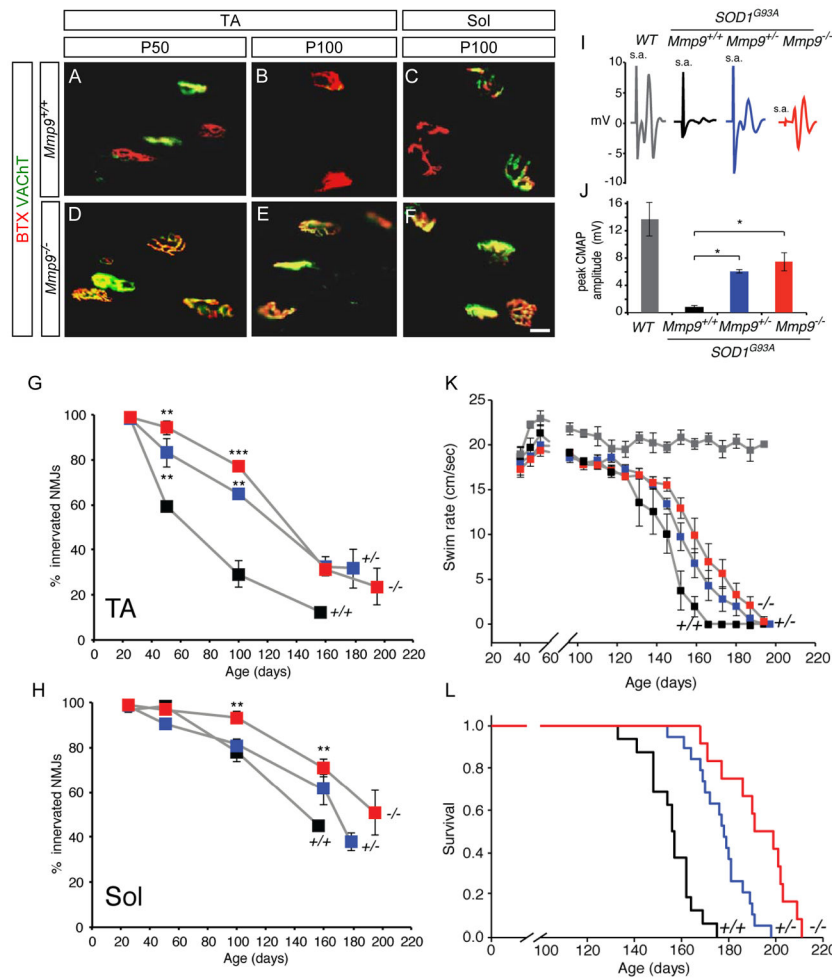 TA
Sol
P50
P100
P100
BTX VAChT
Mmp9+/+
Mmp9-/-
A
B
C
D
E
F
I
SOD1G93A
WT
Mmp9+/+ Mmp9+/- Mmp9-/-
s.a.
s.a.
s.a.
s.a.
mV
10
5
0
-5
-10
J
peak CMAP
amplitude (mV)
16
12
8
4
0
*
*
WT
Mmp9+/+ Mmp9+/- Mmp9-/-
SOD1G93A
G
% innervated NMJs
100
80
60
40
20
0
**
**
***
**
+/-
-/-
+/+
TA
0 20 40 60 80 100 120 140 160 180 200 220
Age (days)
H
% innervated NMJs
100
80
60
40
20
0
**
**
-/-
+/+
+/-
Sol
0 20 40 60 80 100 120 140 160 180 200 220
Age (days)
K
Swim rate (cm/sec)
25
20
15
10
5
0
-/-
+/+
+/-
20 40 60 100 120 140 160 180 200 220
Age (days)
L
Survival
1.0
0.8
0.6
0.4
0.2
0.0
+/+
+/-
-/-
0 100 120 140 160 180 200 220
Age (days)